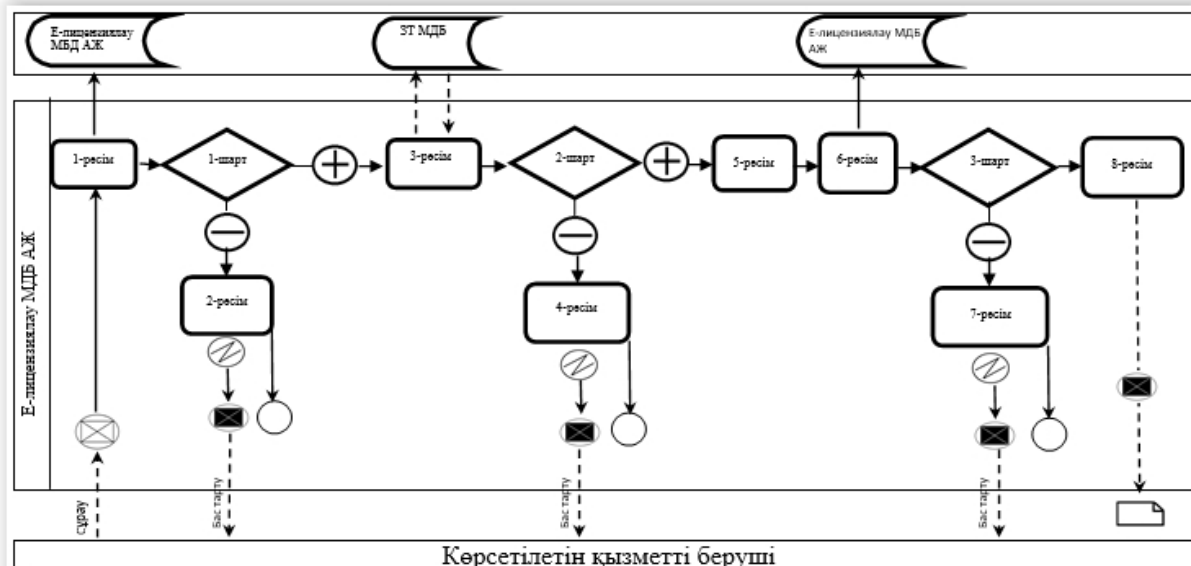 Е-лицензиялау
МБД АЖ
ЗТ МДБ
Е-лицензиялау МДБ
АЖ
1-рәсім
1-шарт
3-рәсім
2-шарт
5-рәсім
6-рәсім
3-шарт
8-рәсім
2-рәсім
4-рәсім
7-рәсім
Е-лицензиялау МДБ АЖ
сұрау
Бас тарту
Бас тарту
Бас тарту
Көрсетілетін қызметті беруші